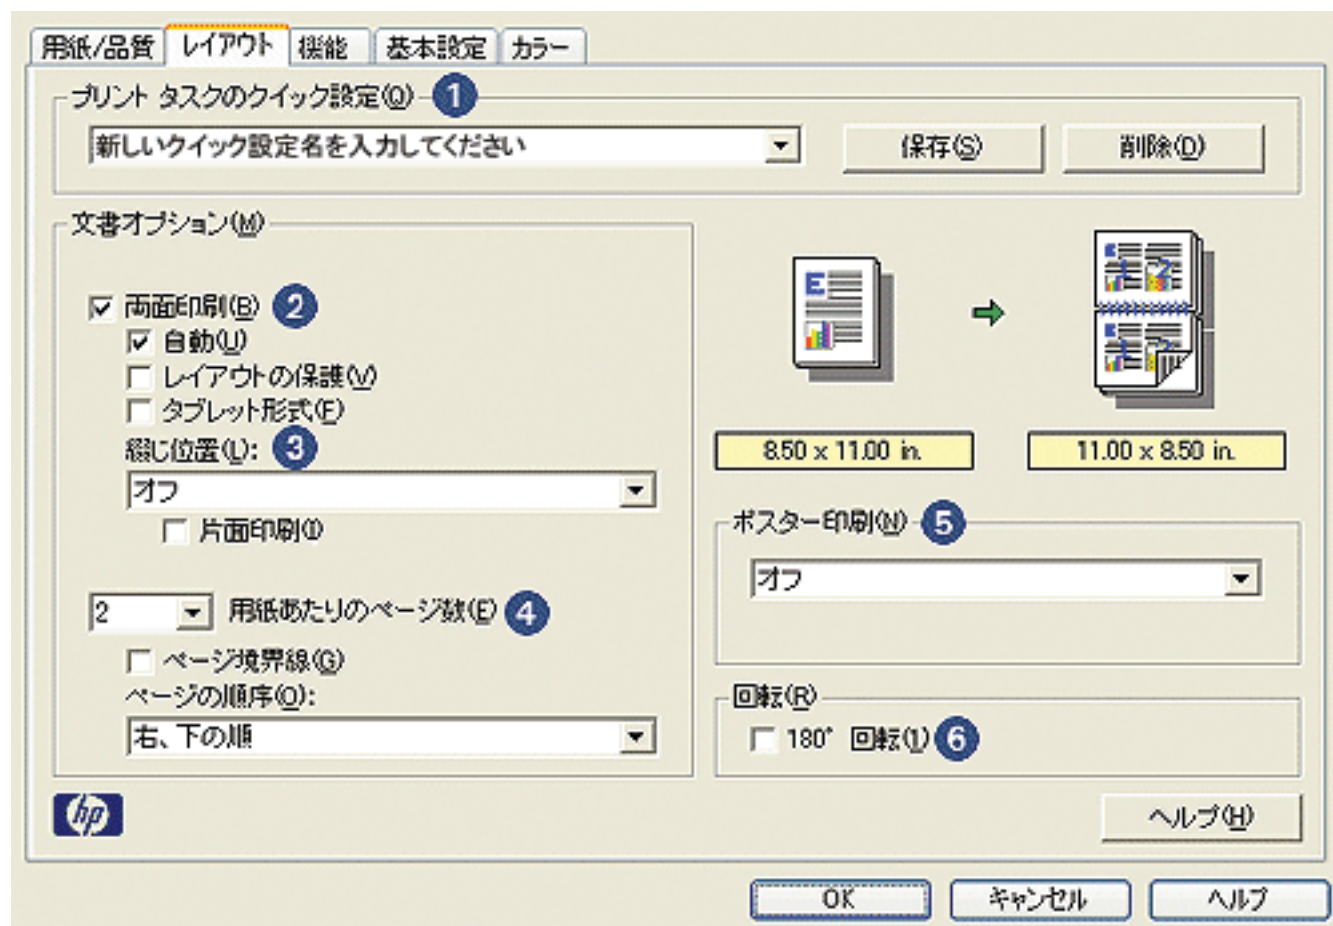 用紙/品質 レイアウト 機能 基本設定 カラー
プリント タスクのクイック設定(Q) 1
新しいクイック設定名を入力してください 保存(S) 削除(D)
文書オプション(M)
両面印刷(B) 2
自動(U)
レイアウトの保護(V)
タブレット形式(F)
綴じ位置(L): 3
オフ
片面印刷(I)
2 用紙あたりのページ数(E) 4
ページ境界線(G)
ページの順序(O):
右、下の順
E
1 2
1 2
8.50 x 11.00 in.
11.00 x 8.50 in.
ポスター印刷(N) 5
オフ
回転(R)
180° 回転(1) 6
hp
ヘルプ(H)
OK キャンセル ヘルプ